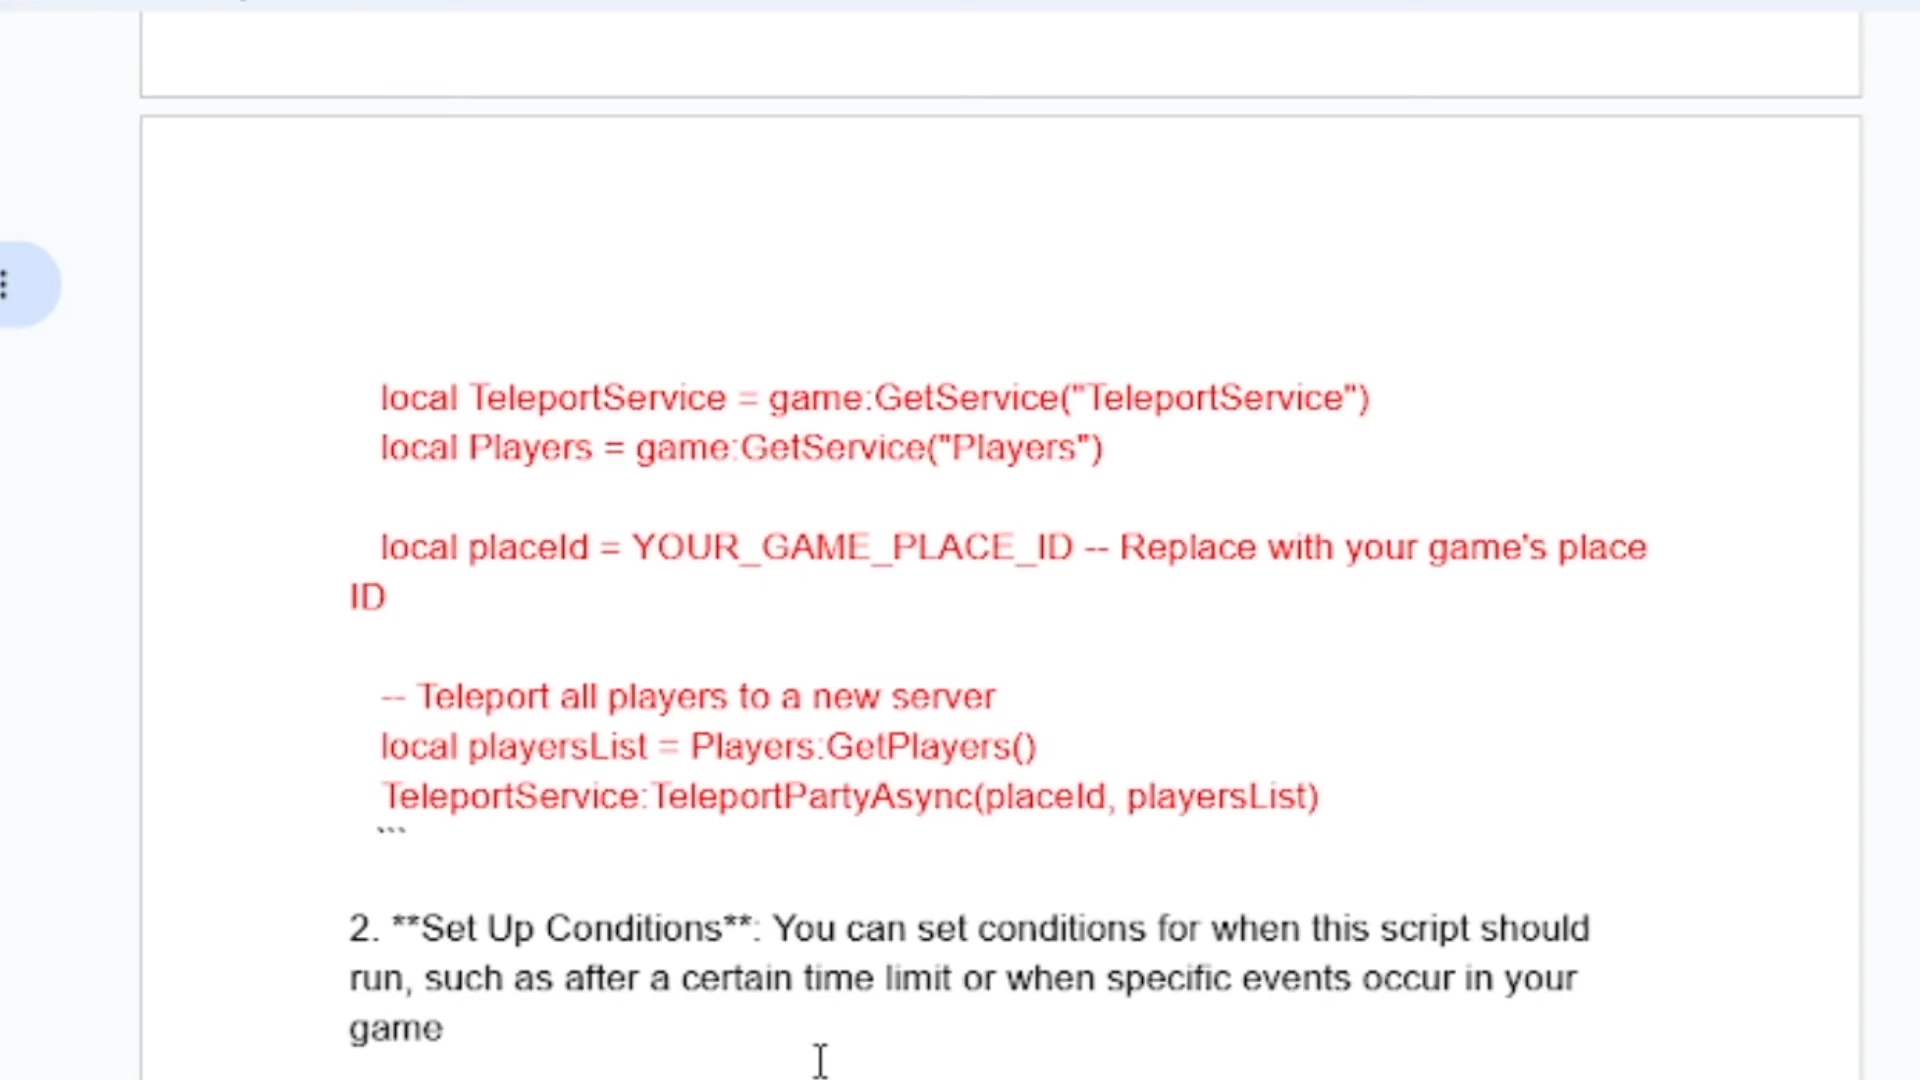 local TeleportService = game:GetService("TeleportService")
local Players = game:GetService("Players")
local placeId = YOUR_GAME_PLACE_ID -- Replace with your game's place
ID
-- Teleport all players to a new server
local playersList = Players:GetPlayers()
TeleportService:TeleportPartyAsync(placeId, playersList)
```
2. **Set Up Conditions**: You can set conditions for when this script should
run, such as after a certain time limit or when specific events occur in your
game